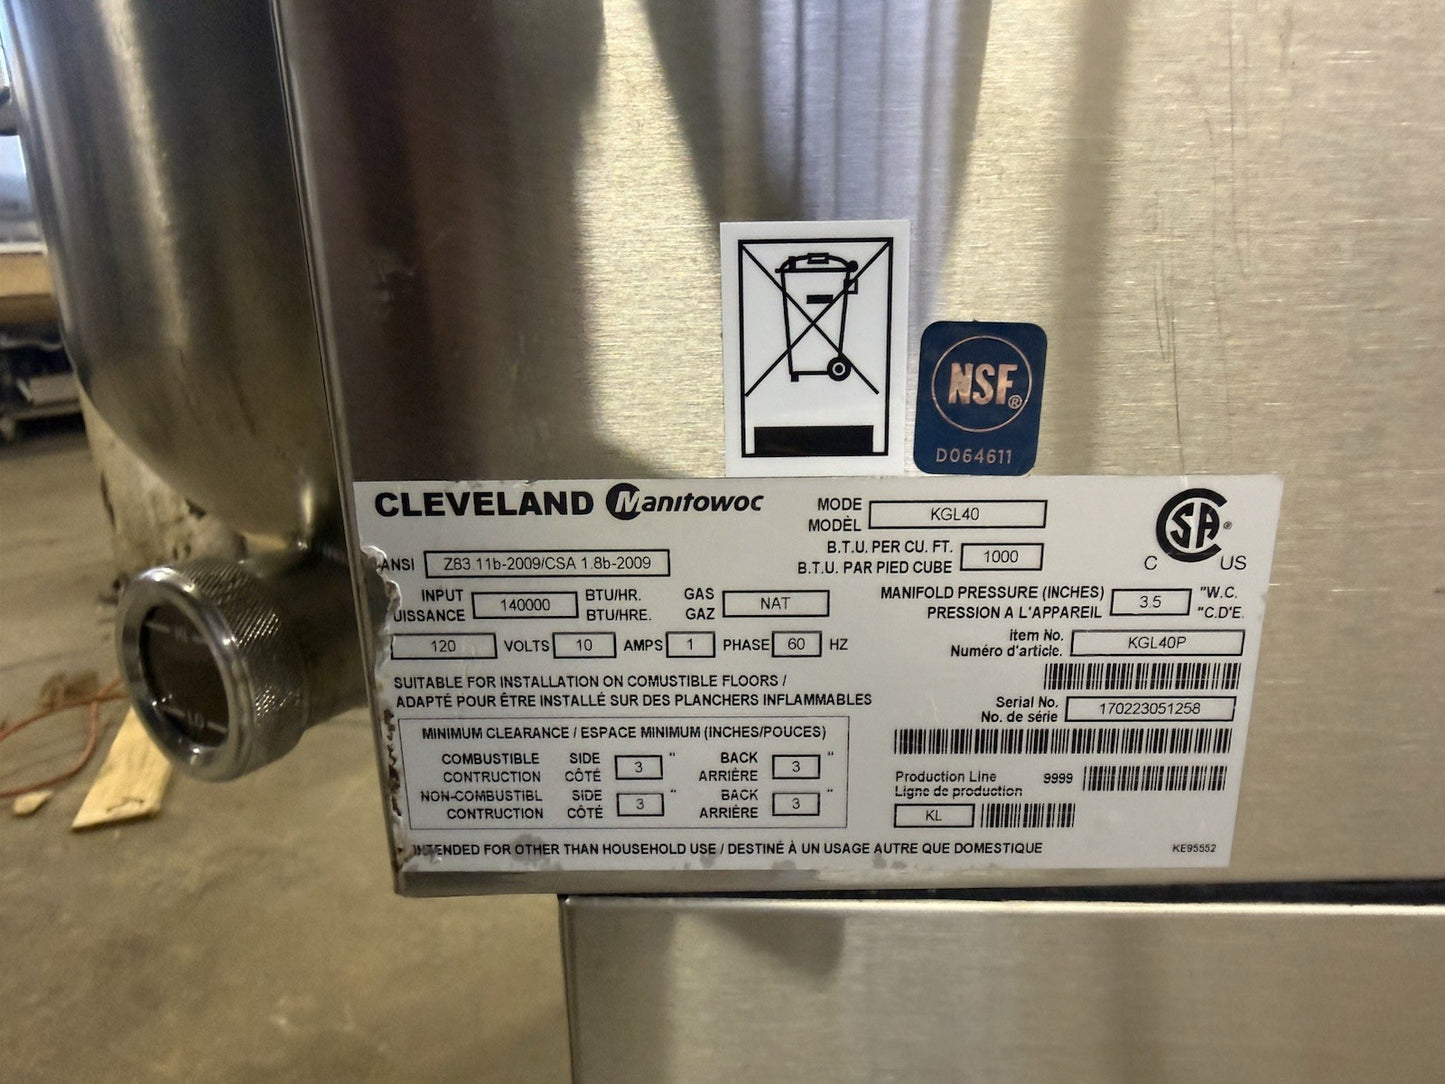 NSF®
D064611
CLEVELAND Manitowoc
MODE
MODÈL
KGL40
ANSI Z83 11b-2009/CSA 1.8b-2009
B.T.U. PER CU. FT.
B.T.U. PAR PIED CUBE
1000
CSA®
C US
INPUT
UISSANCE
140000
BTU/HR.
BTU/HRE.
GAS
GAZ
NAT
MANIFOLD PRESSURE (INCHES)
PRESSION A L'APPAREIL
3.5
"W.C.
"C.D'E.
120 VOLTS 10 AMPS 1 PHASE 60 HZ
Item No.
Numéro d'article.
KGL40P
SUITABLE FOR INSTALLATION ON COMUSTIBLE FLOORS /
ADAPTÉ POUR ÊTRE INSTALLÉ SUR DES PLANCHERS INFLAMMABLES
Serial No.
No. de série
170223051258
MINIMUM CLEARANCE / ESPACE MINIMUM (INCHES/POUCES)
COMBUSTIBLE
CONTRUCTION
SIDE
CÔTÉ
3 "
BACK
ARRIÈRE
3 "
NON-COMBUSTIBL
CONTRUCTION
SIDE
CÔTÉ
3 "
BACK
ARRIÈRE
3 "
Production Line
Ligne de production
9999
KL
INTENDED FOR OTHER THAN HOUSEHOLD USE / DESTINÉ À UN USAGE AUTRE QUE DOMESTIQUE
KE95552